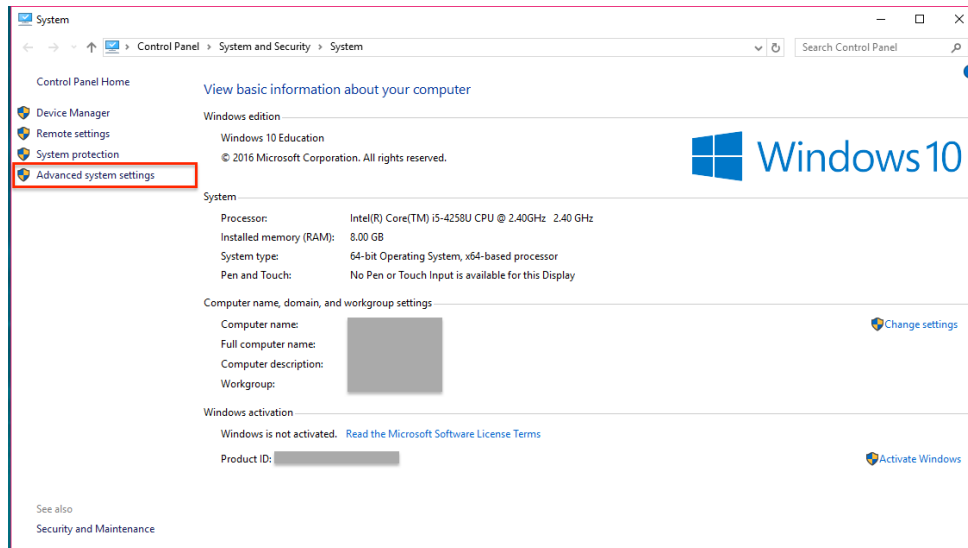 System
Control Panel > System and Security > System
Search Control Panel
Control Panel Home
Device Manager
Remote settings
System protection
Advanced system settings
View basic information about your computer
Windows edition
Windows 10 Education
© 2016 Microsoft Corporation. All rights reserved.
Windows 10
System
Processor: Intel(R) Core(TM) i5-4258U CPU @ 2.40GHz 2.40 GHz
Installed memory (RAM): 8.00 GB
System type: 64-bit Operating System, x64-based processor
Pen and Touch: No Pen or Touch Input is available for this Display
Computer name, domain, and workgroup settings
Computer name:
Change settings
Full computer name:
Computer description:
Workgroup:
Windows activation
Windows is not activated. Read the Microsoft Software License Terms
Product ID:
Activate Windows
See also
Security and Maintenance